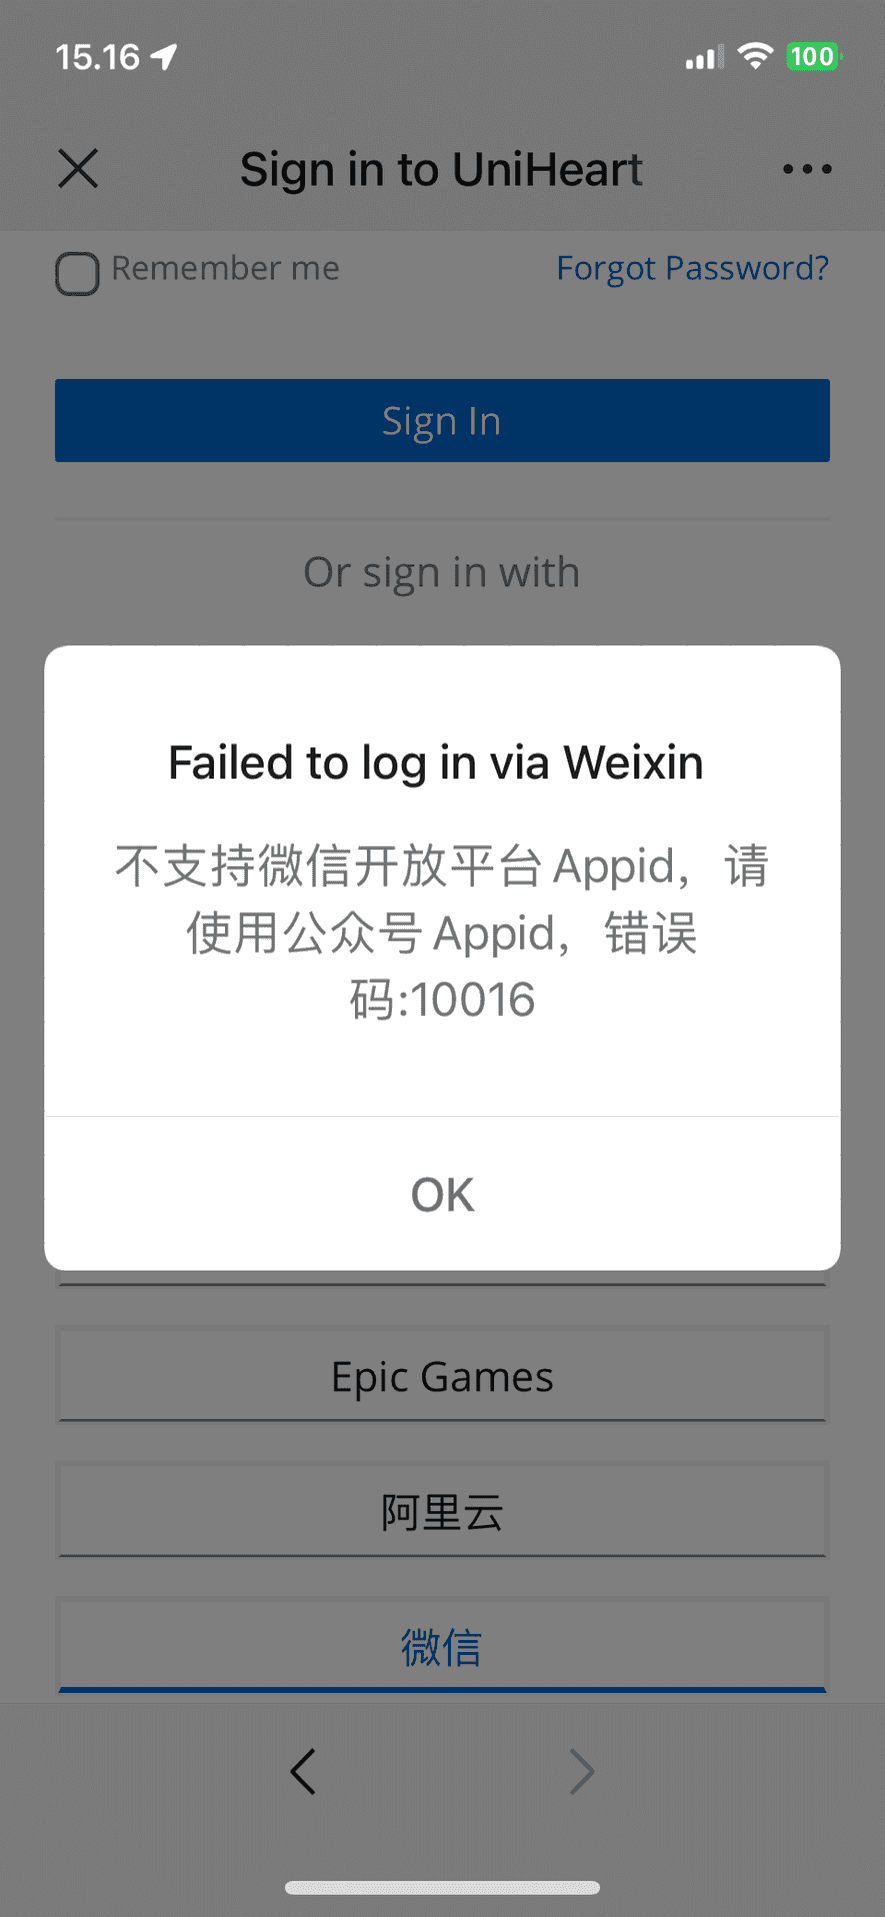 15.16
100
Sign in to UniHeart
Remember me
Forgot Password?
Sign In
Or sign in with
Failed to log in via Weixin
不支持微信开放平台 Appid，请
使用公众号 Appid，错误
码:10016
OK
Epic Games
阿里云
微信